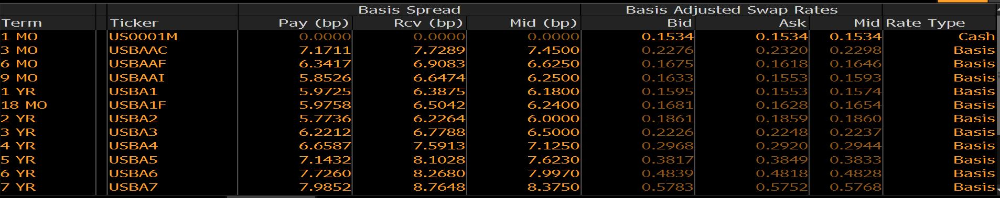 Basis Spread Basis Adjusted Swap Rates
Term Ticker Pay (bp) Rcv (bp) Mid (bp) Bid Ask Mid Rate Type
1 MO US0001M 0.0000 0.0000 0.0000 0.1534 0.1534 0.1534 Cash
3 MO USBAAC 7.1711 7.7289 7.4500 0.2276 0.2320 0.2298 Basis
6 MO USBAAF 6.3417 6.9083 6.6250 0.1675 0.1618 0.1646 Basis
9 MO USBAAI 5.8526 6.6474 6.2500 0.1633 0.1553 0.1593 Basis
1 YR USBA1 5.9725 6.3875 6.1800 0.1595 0.1553 0.1574 Basis
18 MO USBA1F 5.9758 6.5042 6.2400 0.1681 0.1628 0.1654 Basis
2 YR USBA2 5.7736 6.2264 6.0000 0.1861 0.1859 0.1860 Basis
3 YR USBA3 6.2212 6.7788 6.5000 0.2226 0.2248 0.2237 Basis
4 YR USBA4 6.6587 7.5913 7.1250 0.2968 0.2920 0.2944 Basis
5 YR USBA5 7.1432 8.1028 7.6230 0.3817 0.3849 0.3833 Basis
6 YR USBA6 7.7260 8.2680 7.9970 0.4839 0.4818 0.4828 Basis
7 YR USBA7 7.9852 8.7648 8.3750 0.5783 0.5752 0.5768 Basis